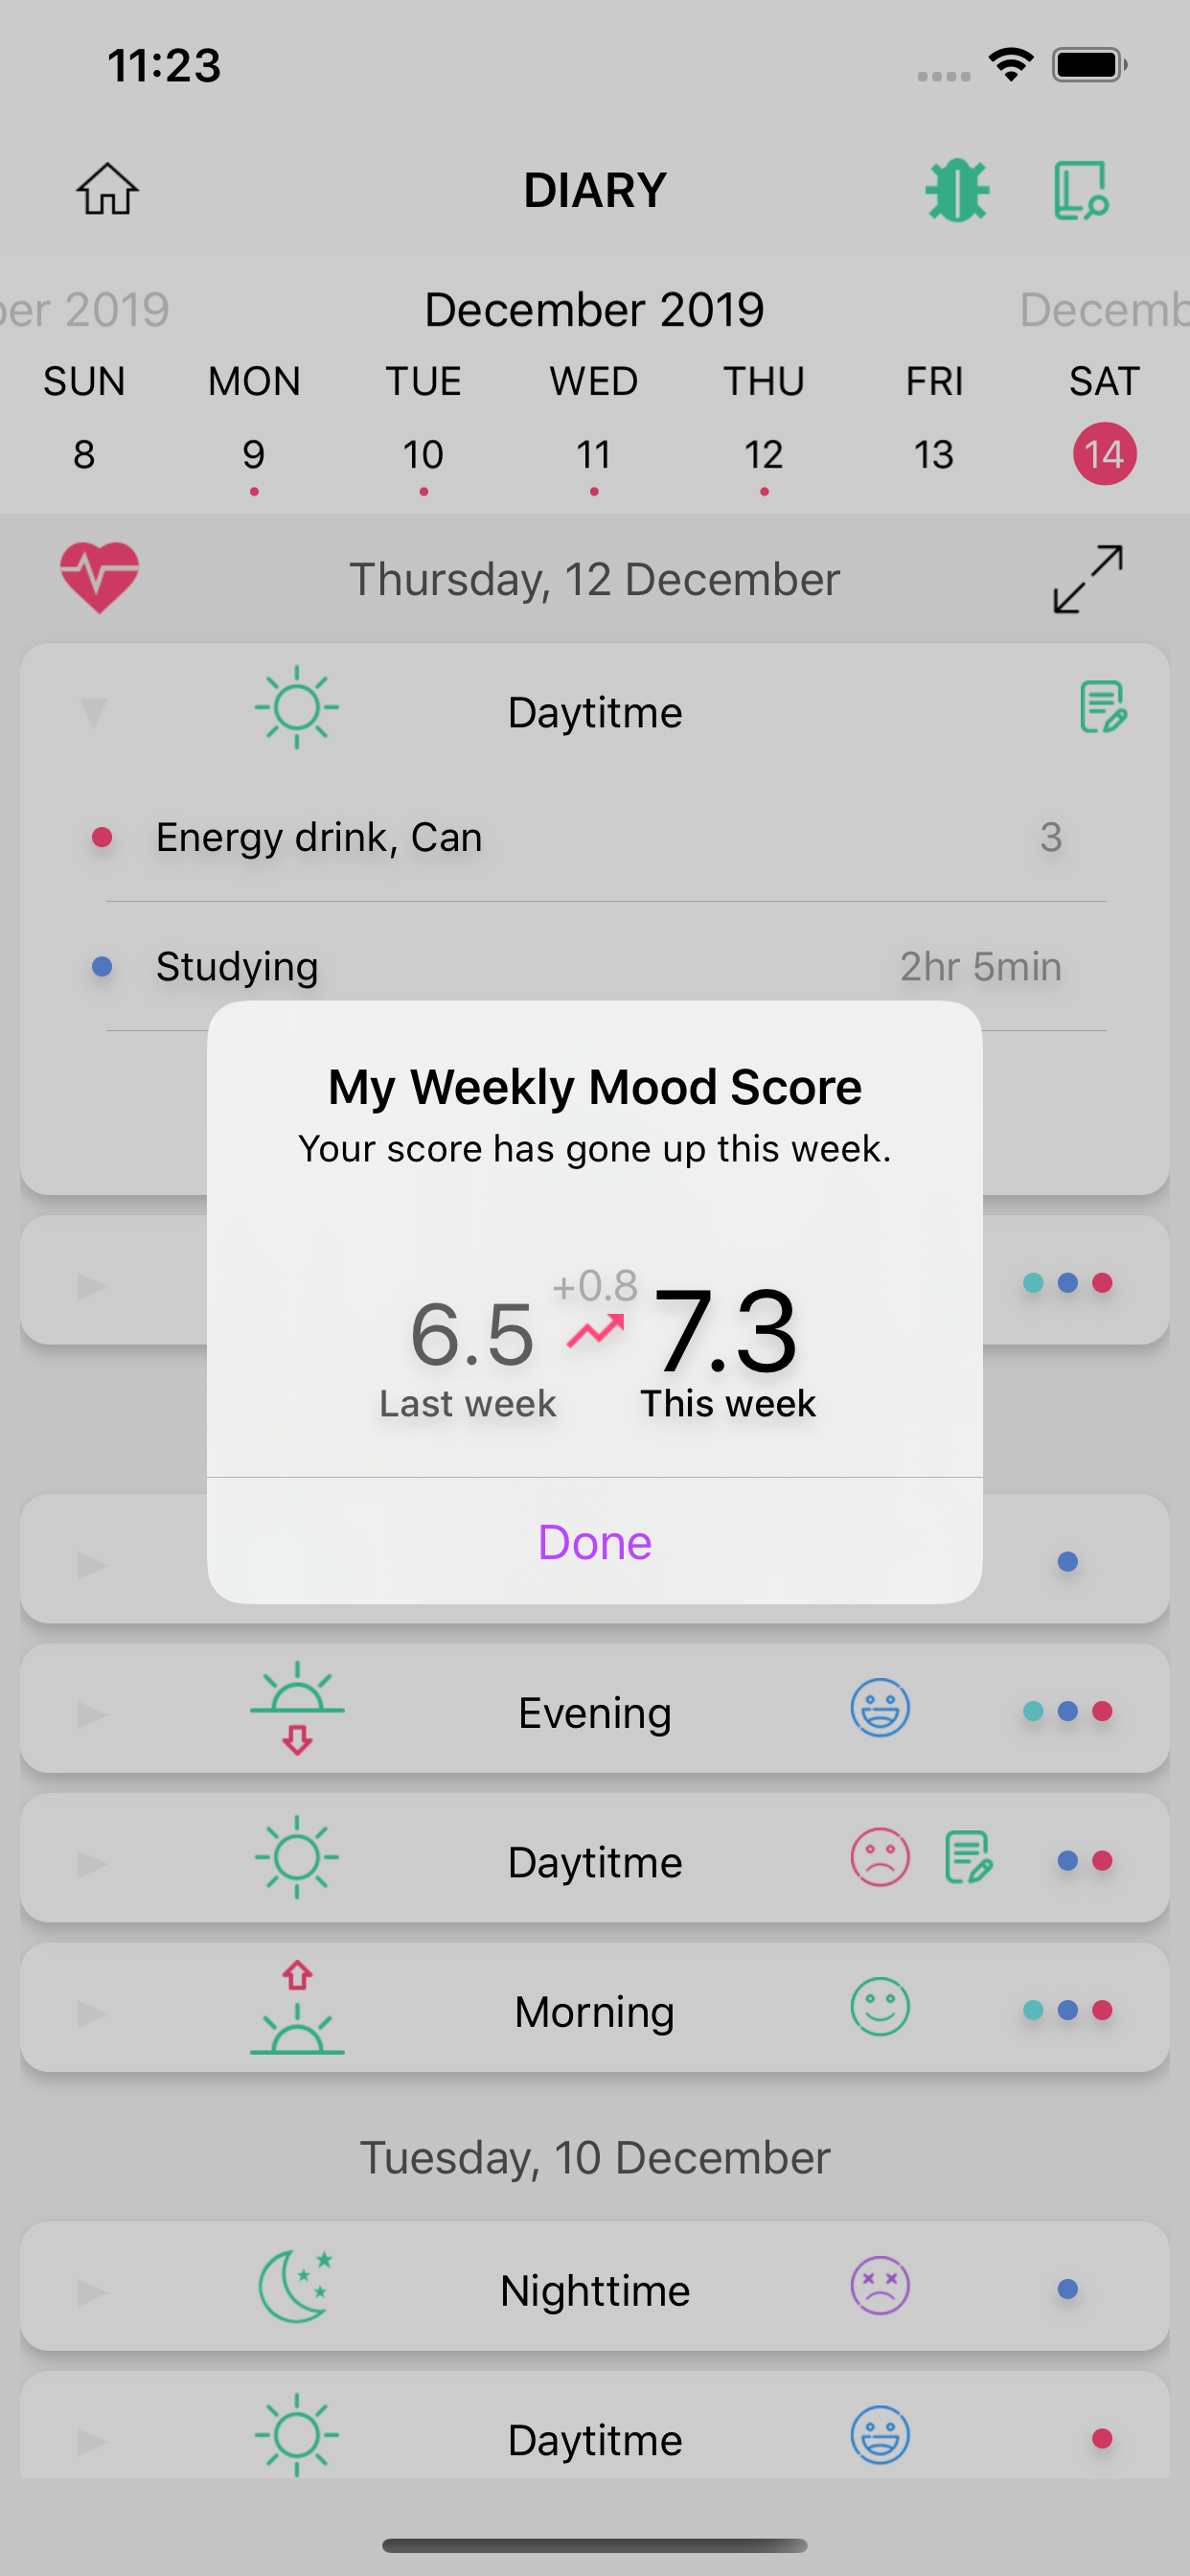 11:23
DIARY
ber 2019 December 2019 Decemb
SUN MON TUE WED THU FRI SAT
8 9 10 11 12 13 14
Thursday, 12 December
Daytitme
Energy drink, Can 3
Studying 2hr 5min
My Weekly Mood Score
Your score has gone up this week.
+0.8
6.5 7.3
Last week This week
Done
Evening
Daytitme
Morning
Tuesday, 10 December
Nighttime
Daytitme